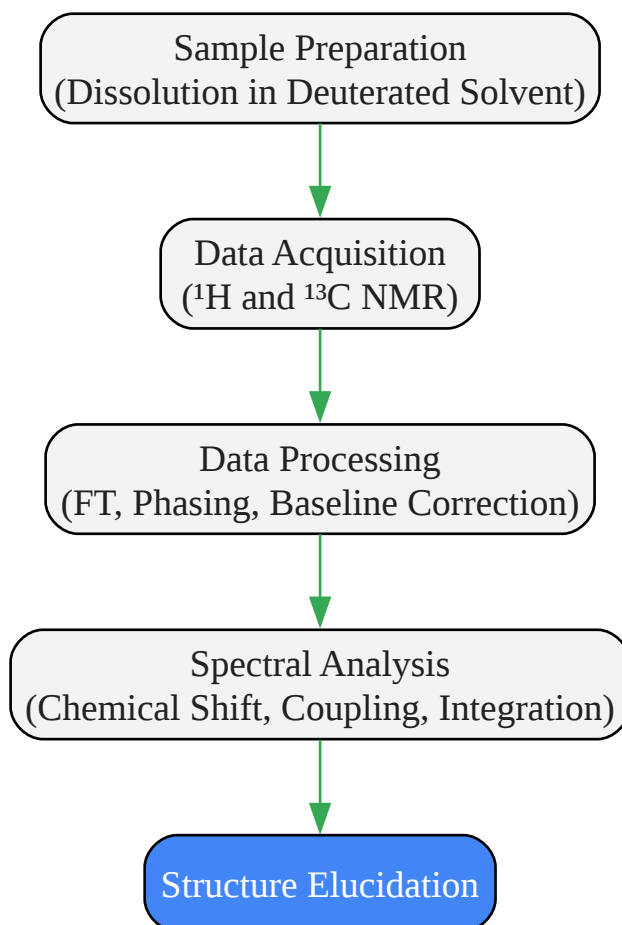 Sample Preparation
(Dissolution in Deuterated Solvent)
Data Acquisition
(¹H and ¹³C NMR)
Data Processing
(FT, Phasing, Baseline Correction)
Spectral Analysis
(Chemical Shift, Coupling, Integration)
Structure Elucidation